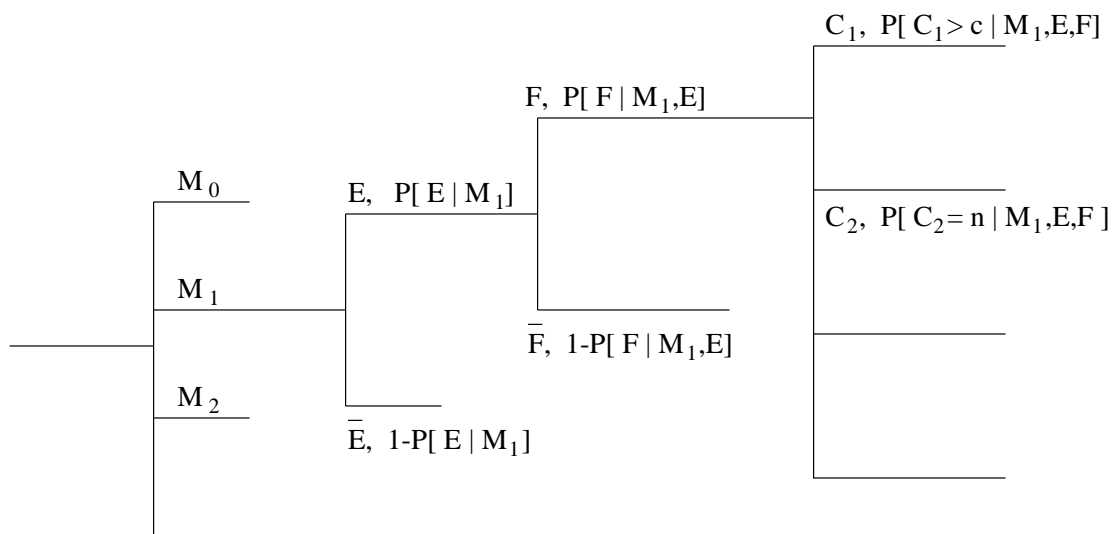 C₁, P[ C₁> c | M₁,E,F]
F, P[ F | M₁,E]
M₀
E, P[ E | M₁]
C₂, P[ C₂= n | M₁,E,F ]
M₁
F̅, 1-P[ F | M₁,E]
M₂
E̅, 1-P[ E | M₁]